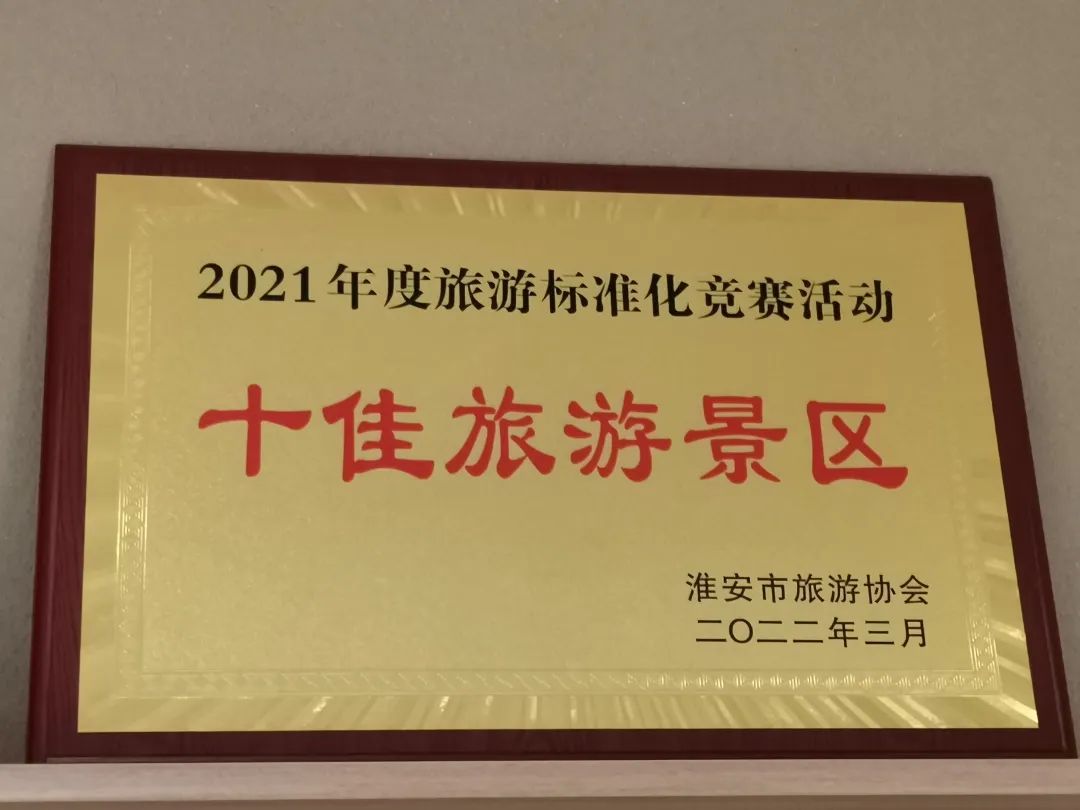 2021年度旅游标准化竞赛活动
十佳旅游景区
淮安市旅游协会
二〇二二年三月